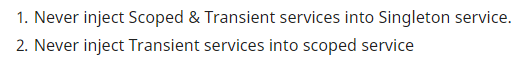 1. Never inject Scoped & Transient services into Singleton service.
2. Never inject Transient services into scoped service